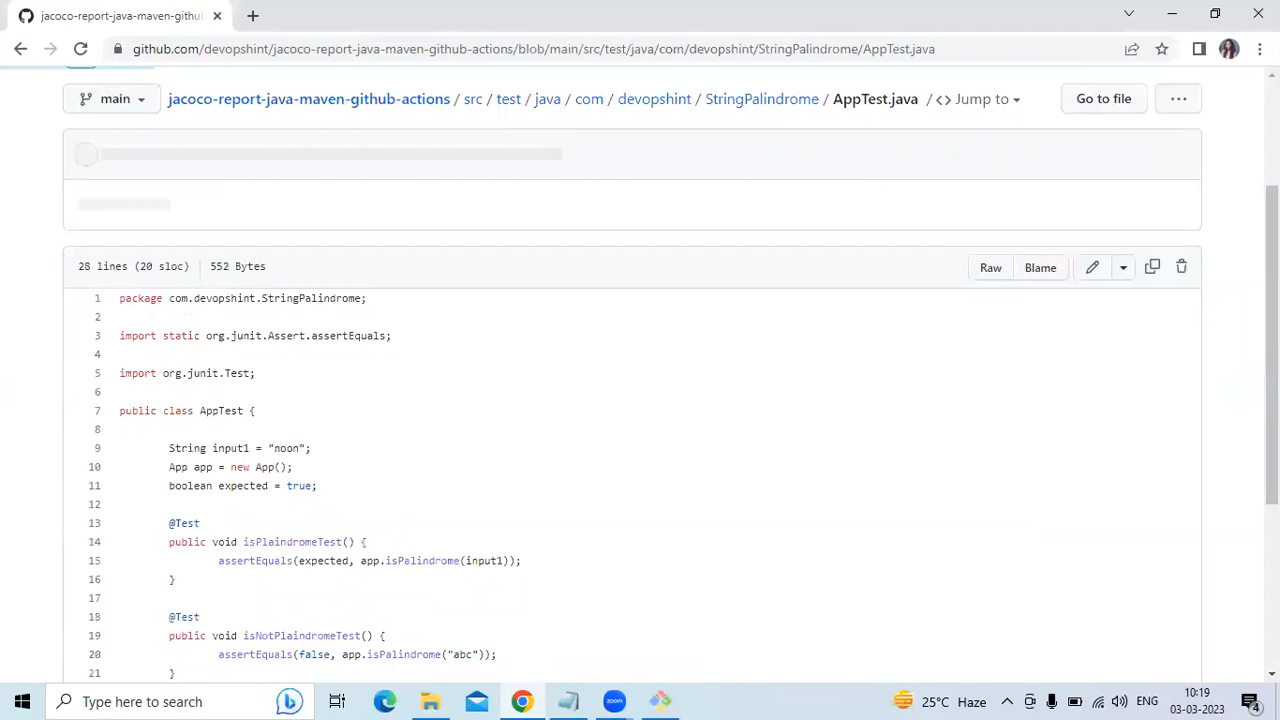 jacoco-report-java-maven-githu
github.com/devopshint/jacoco-report-java-maven-github-actions/blob/main/src/test/java/com/devopshint/StringPalindrome/AppTest.java
main jacoco-report-java-maven-github-actions / src / test / java / com / devopshint / StringPalindrome / AppTest.java / <> Jump to Go to file ...
28 lines (20 sloc) 552 Bytes Raw Blame
1 package com.devopshint.StringPalindrome;
2
3 import static org.junit.Assert.assertEquals;
4
5 import org.junit.Test;
6
7 public class AppTest {
8
9 String input1 = "noon";
10 App app = new App();
11 boolean expected = true;
12
13 @Test
14 public void isPlaindromeTest() {
15 assertEquals(expected, app.isPalindrome(input1));
16 }
17
18 @Test
19 public void isNotPlaindromeTest() {
20 assertEquals(false, app.isPalindrome("abc"));
21 }
Type here to search zoom 25°C Haze ENG 10:19
03-03-2023 4